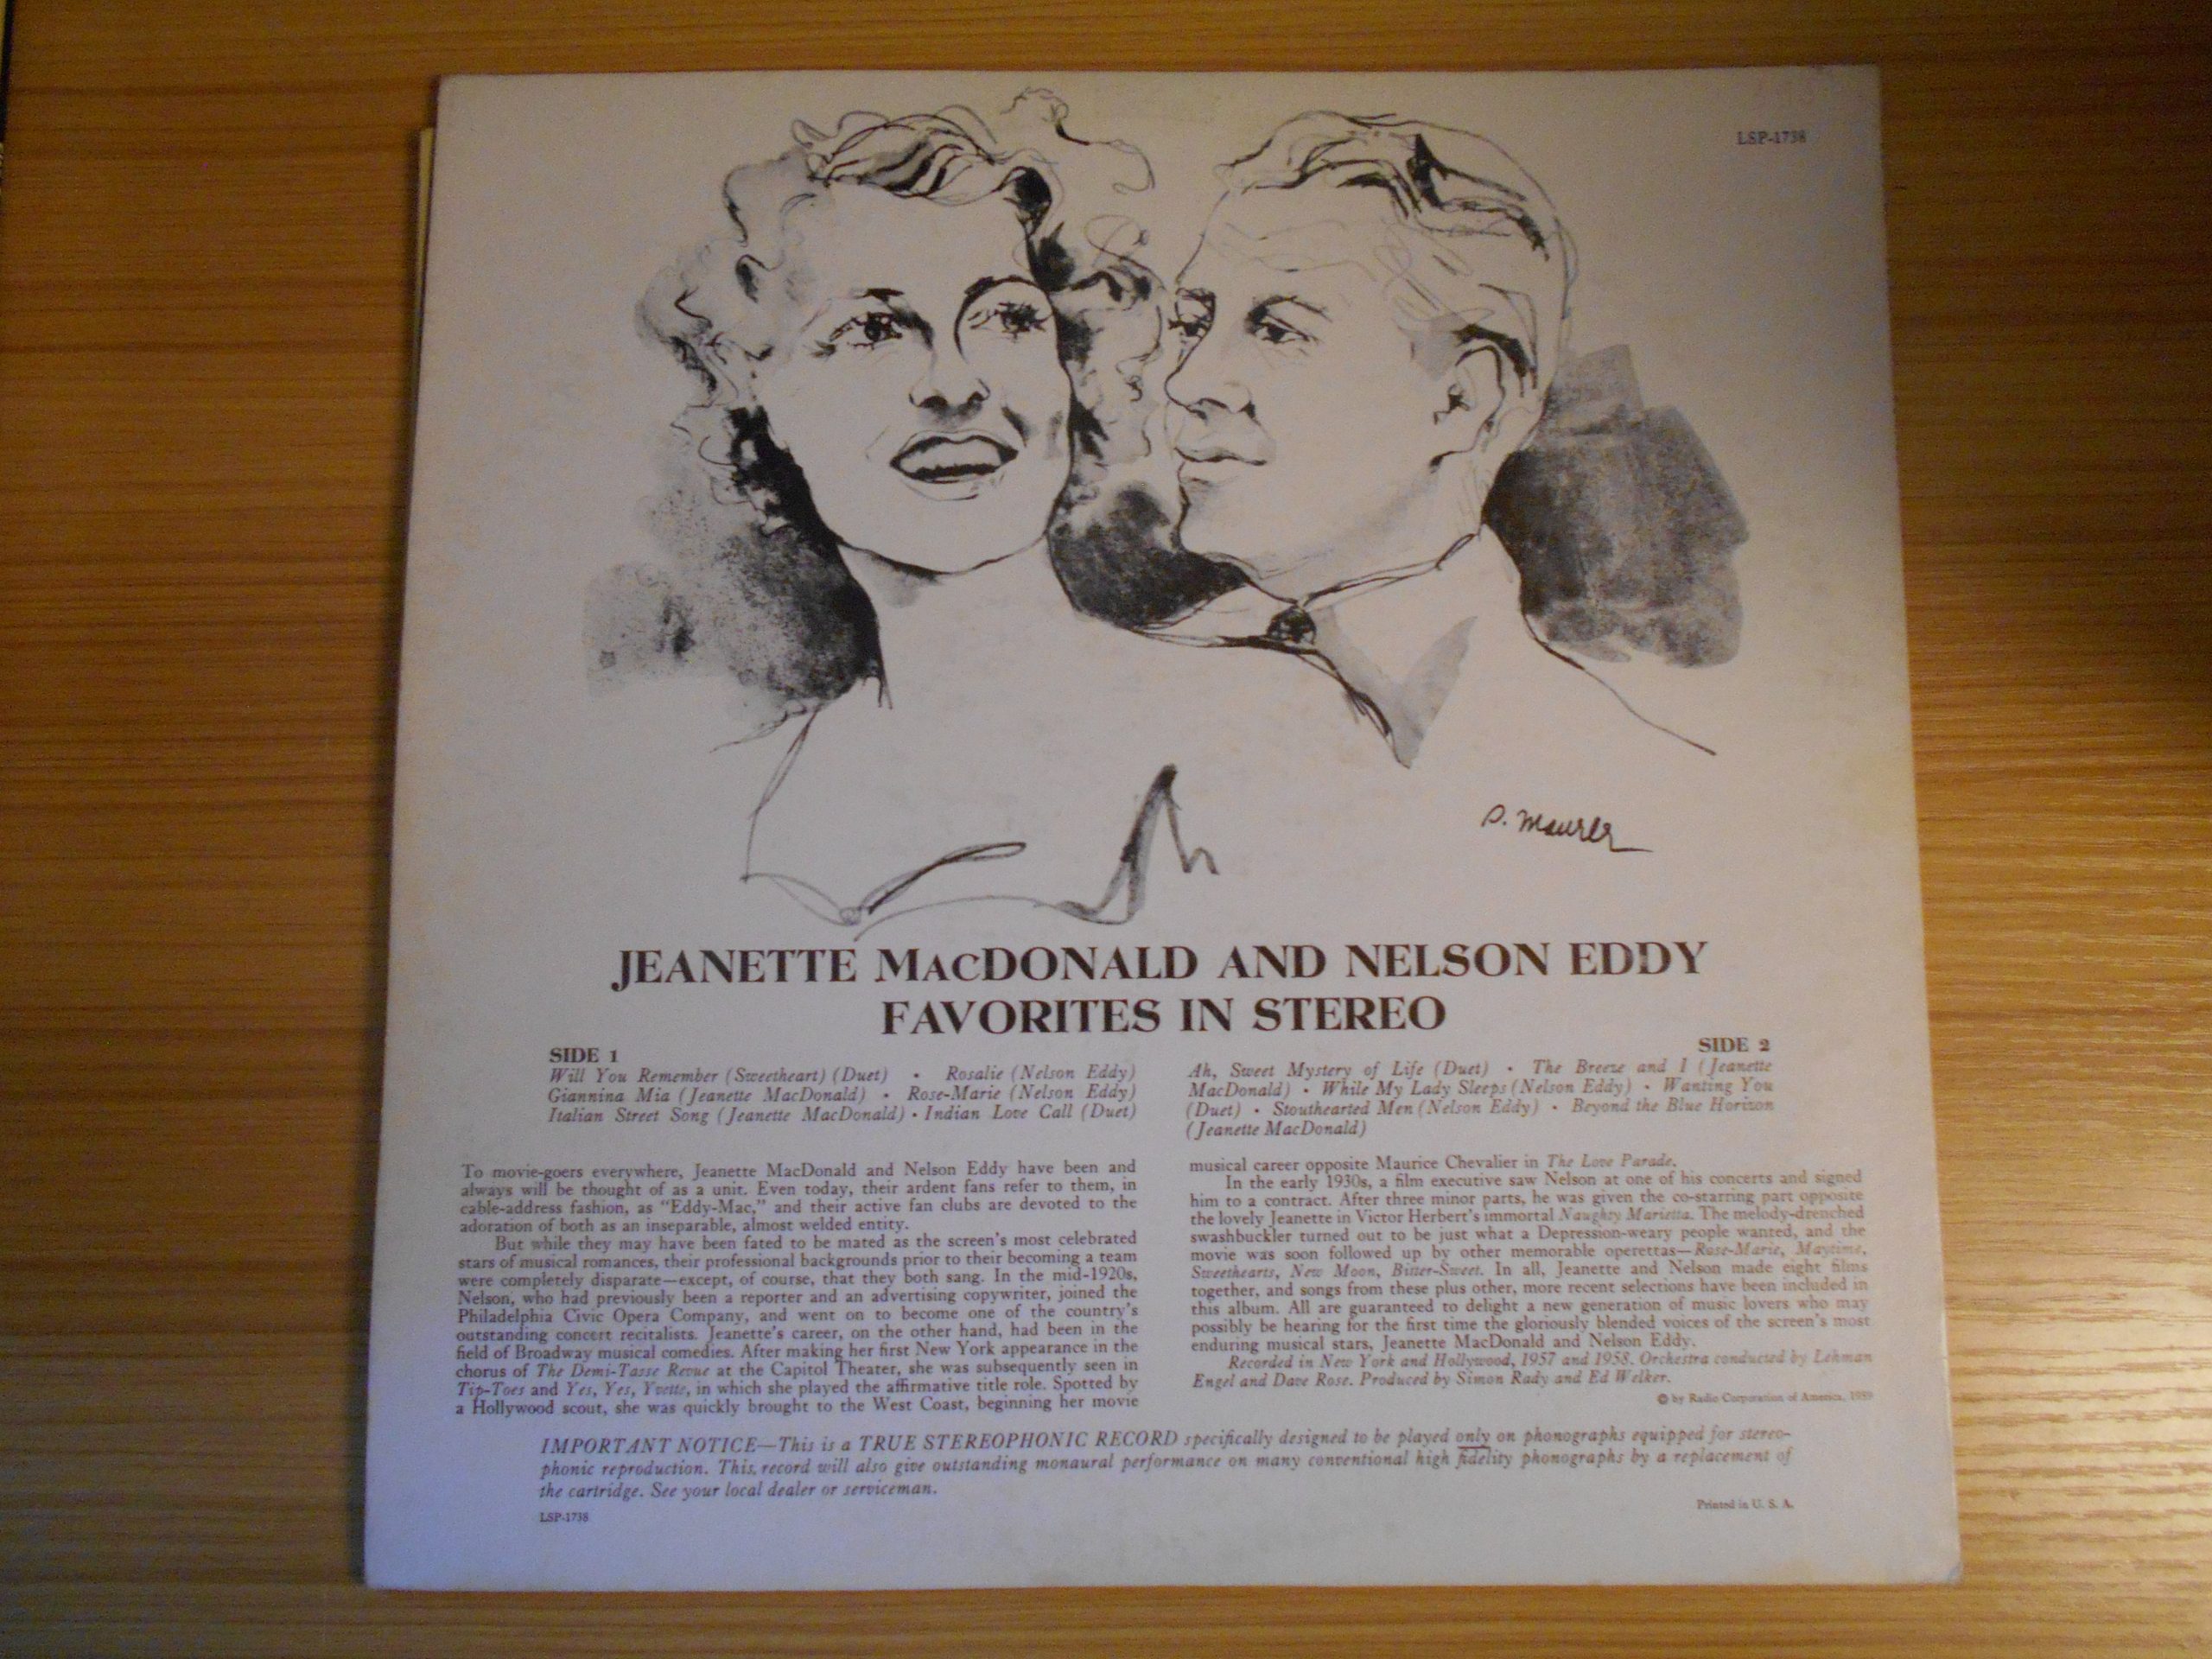 LSP-1738
S. Maurer
JEANETTE MacDONALD AND NELSON EDDY
FAVORITES IN STEREO
SIDE 1
Will You Remember (Sweetheart) (Duet) • Rosalie (Nelson Eddy)
Giannina Mia (Jeanette MacDonald) • Rose-Marie (Nelson Eddy)
Italian Street Song (Jeanette MacDonald) • Indian Love Call (Duet)
SIDE 2
Ah, Sweet Mystery of Life (Duet) • The Breeze and I (Jeanette
MacDonald) • While My Lady Sleeps (Nelson Eddy) • Wanting You
(Duet) • Stouthearted Men (Nelson Eddy) • Beyond the Blue Horizon
(Jeanette MacDonald)
To movie-goers everywhere, Jeanette MacDonald and Nelson Eddy have been and
always will be thought of as a unit. Even today, their ardent fans refer to them, in
cable-address fashion, as "Eddy-Mac," and their active fan clubs are devoted to the
adoration of both as an inseparable, almost welded entity.
But while they may have been fated to be mated as the screen's most celebrated
stars of musical romances, their professional backgrounds prior to their becoming a team
were completely disparate—except, of course, that they both sang. In the mid-1920s,
Nelson, who had previously been a reporter and an advertising copywriter, joined the
Philadelphia Civic Opera Company, and went on to become one of the country's
outstanding concert recitalists. Jeanette's career, on the other hand, had been in the
field of Broadway musical comedies. After making her first New York appearance in the
chorus of The Demi-Tasse Revue at the Capitol Theater, she was subsequently seen in
Tip-Toes and Yes, Yes, Yvette, in which she played the affirmative title role. Spotted by
a Hollywood scout, she was quickly brought to the West Coast, beginning her movie
musical career opposite Maurice Chevalier in The Love Parade.
In the early 1930s, a film executive saw Nelson at one of his concerts and signed
him to a contract. After three minor parts, he was given the co-starring part opposite
the lovely Jeanette in Victor Herbert's immortal Naughty Marietta. The melody-drenched
swashbuckler turned out to be just what a Depression-weary people wanted, and the
movie was soon followed up by other memorable operettas—Rose-Marie, Maytime,
Sweethearts, New Moon, Bitter-Sweet. In all, Jeanette and Nelson made eight films
together, and songs from these plus other, more recent selections have been included in
this album. All are guaranteed to delight a new generation of music lovers who may
possibly be hearing for the first time the gloriously blended voices of the screen's most
enduring musical stars, Jeanette MacDonald and Nelson Eddy.
Recorded in New York and Hollywood, 1957 and 1958. Orchestra conducted by Lehman
Engel and Dave Rose. Produced by Simon Rady and Ed Welker.
© by Radio Corporation of America, 1959
IMPORTANT NOTICE—This is a TRUE STEREOPHONIC RECORD specifically designed to be played only on phonographs equipped for stereo-
phonic reproduction. This record will also give outstanding monaural performance on many conventional high fidelity phonographs by a replacement of
the cartridge. See your local dealer or serviceman.
LSP-1738
Printed in U. S. A.